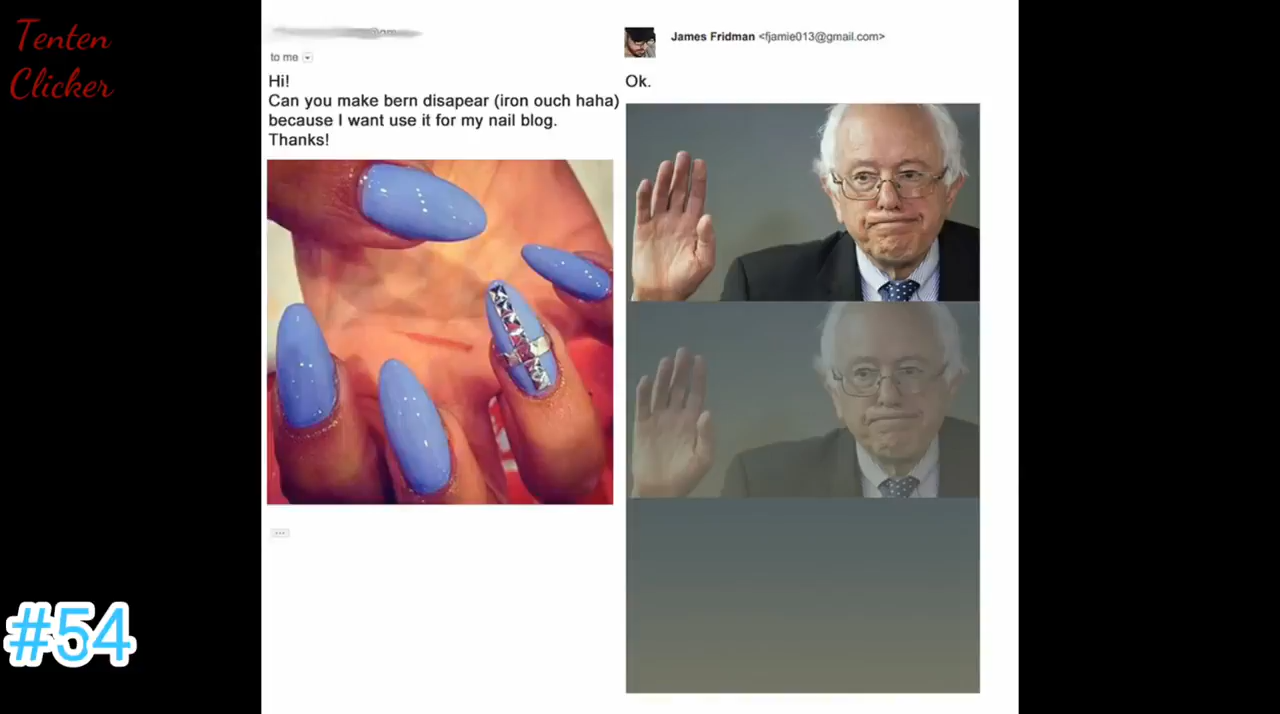 Tenten
Clicker
to me
Hi!
Can you make bern disapear (iron ouch haha)
because I want use it for my nail blog.
Thanks!
James Fridman <fjamie013@gmail.com>
Ok.
#54